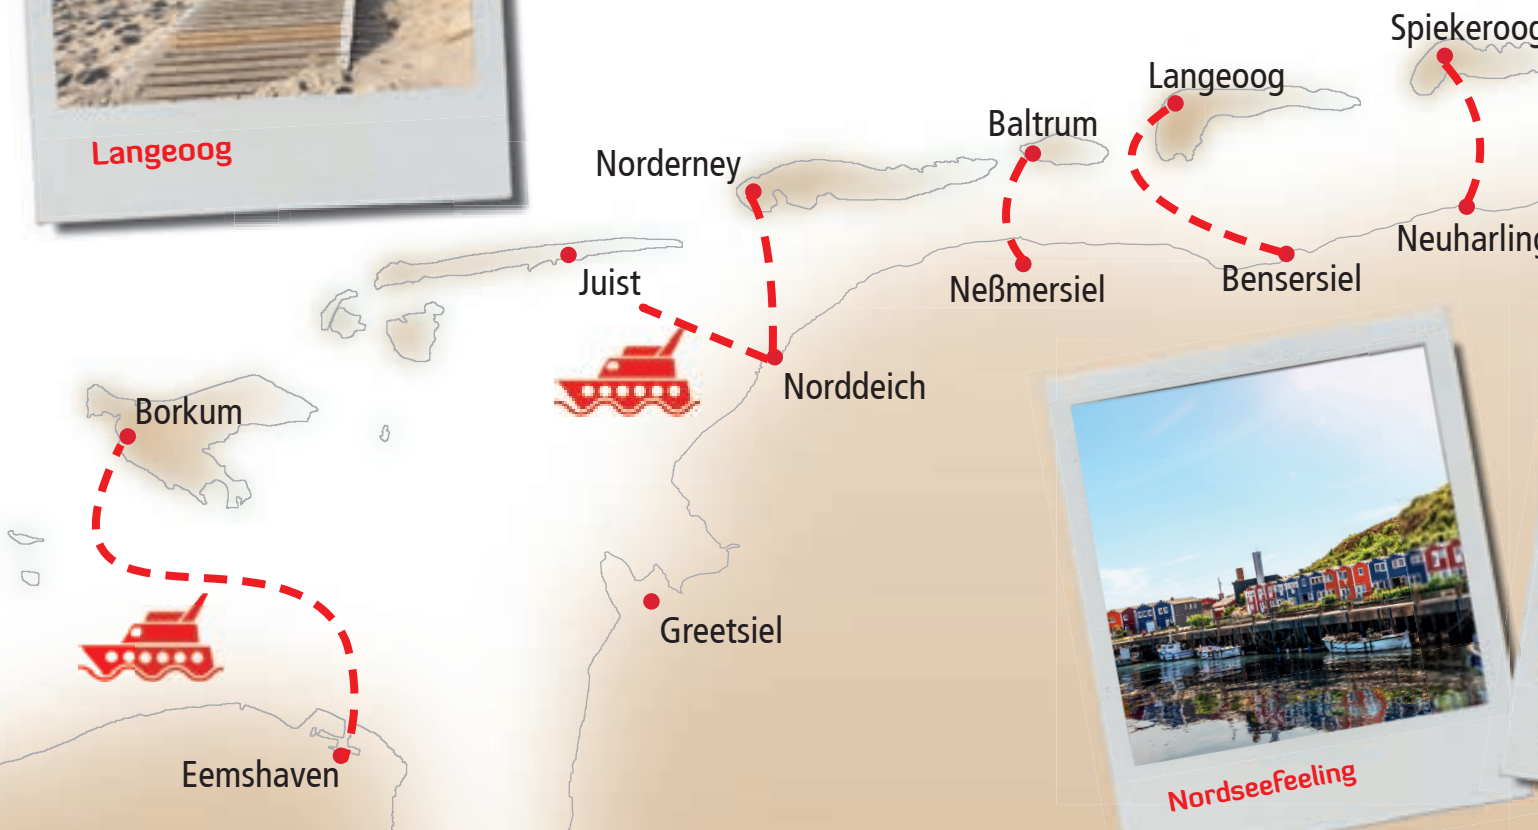 Spiekeroog
Langeoog
Baltrum
Langeoog
Norderney
Neuharling
Juist
Neßmersiel
Bensersiel
Norddeich
Borkum
Greetsiel
Eemshaven
Nordseefeeling